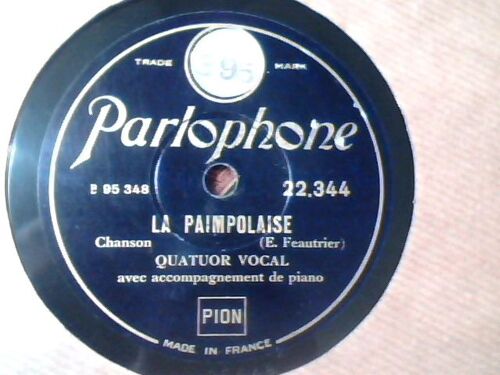 TRADE MARK
Parlophone
B 95 348 22.344
LA PAIMPOLAISE
Chanson (E. Feautrier)
QUATUOR VOCAL
avec accompagnement de piano
PION
MADE IN FRANCE